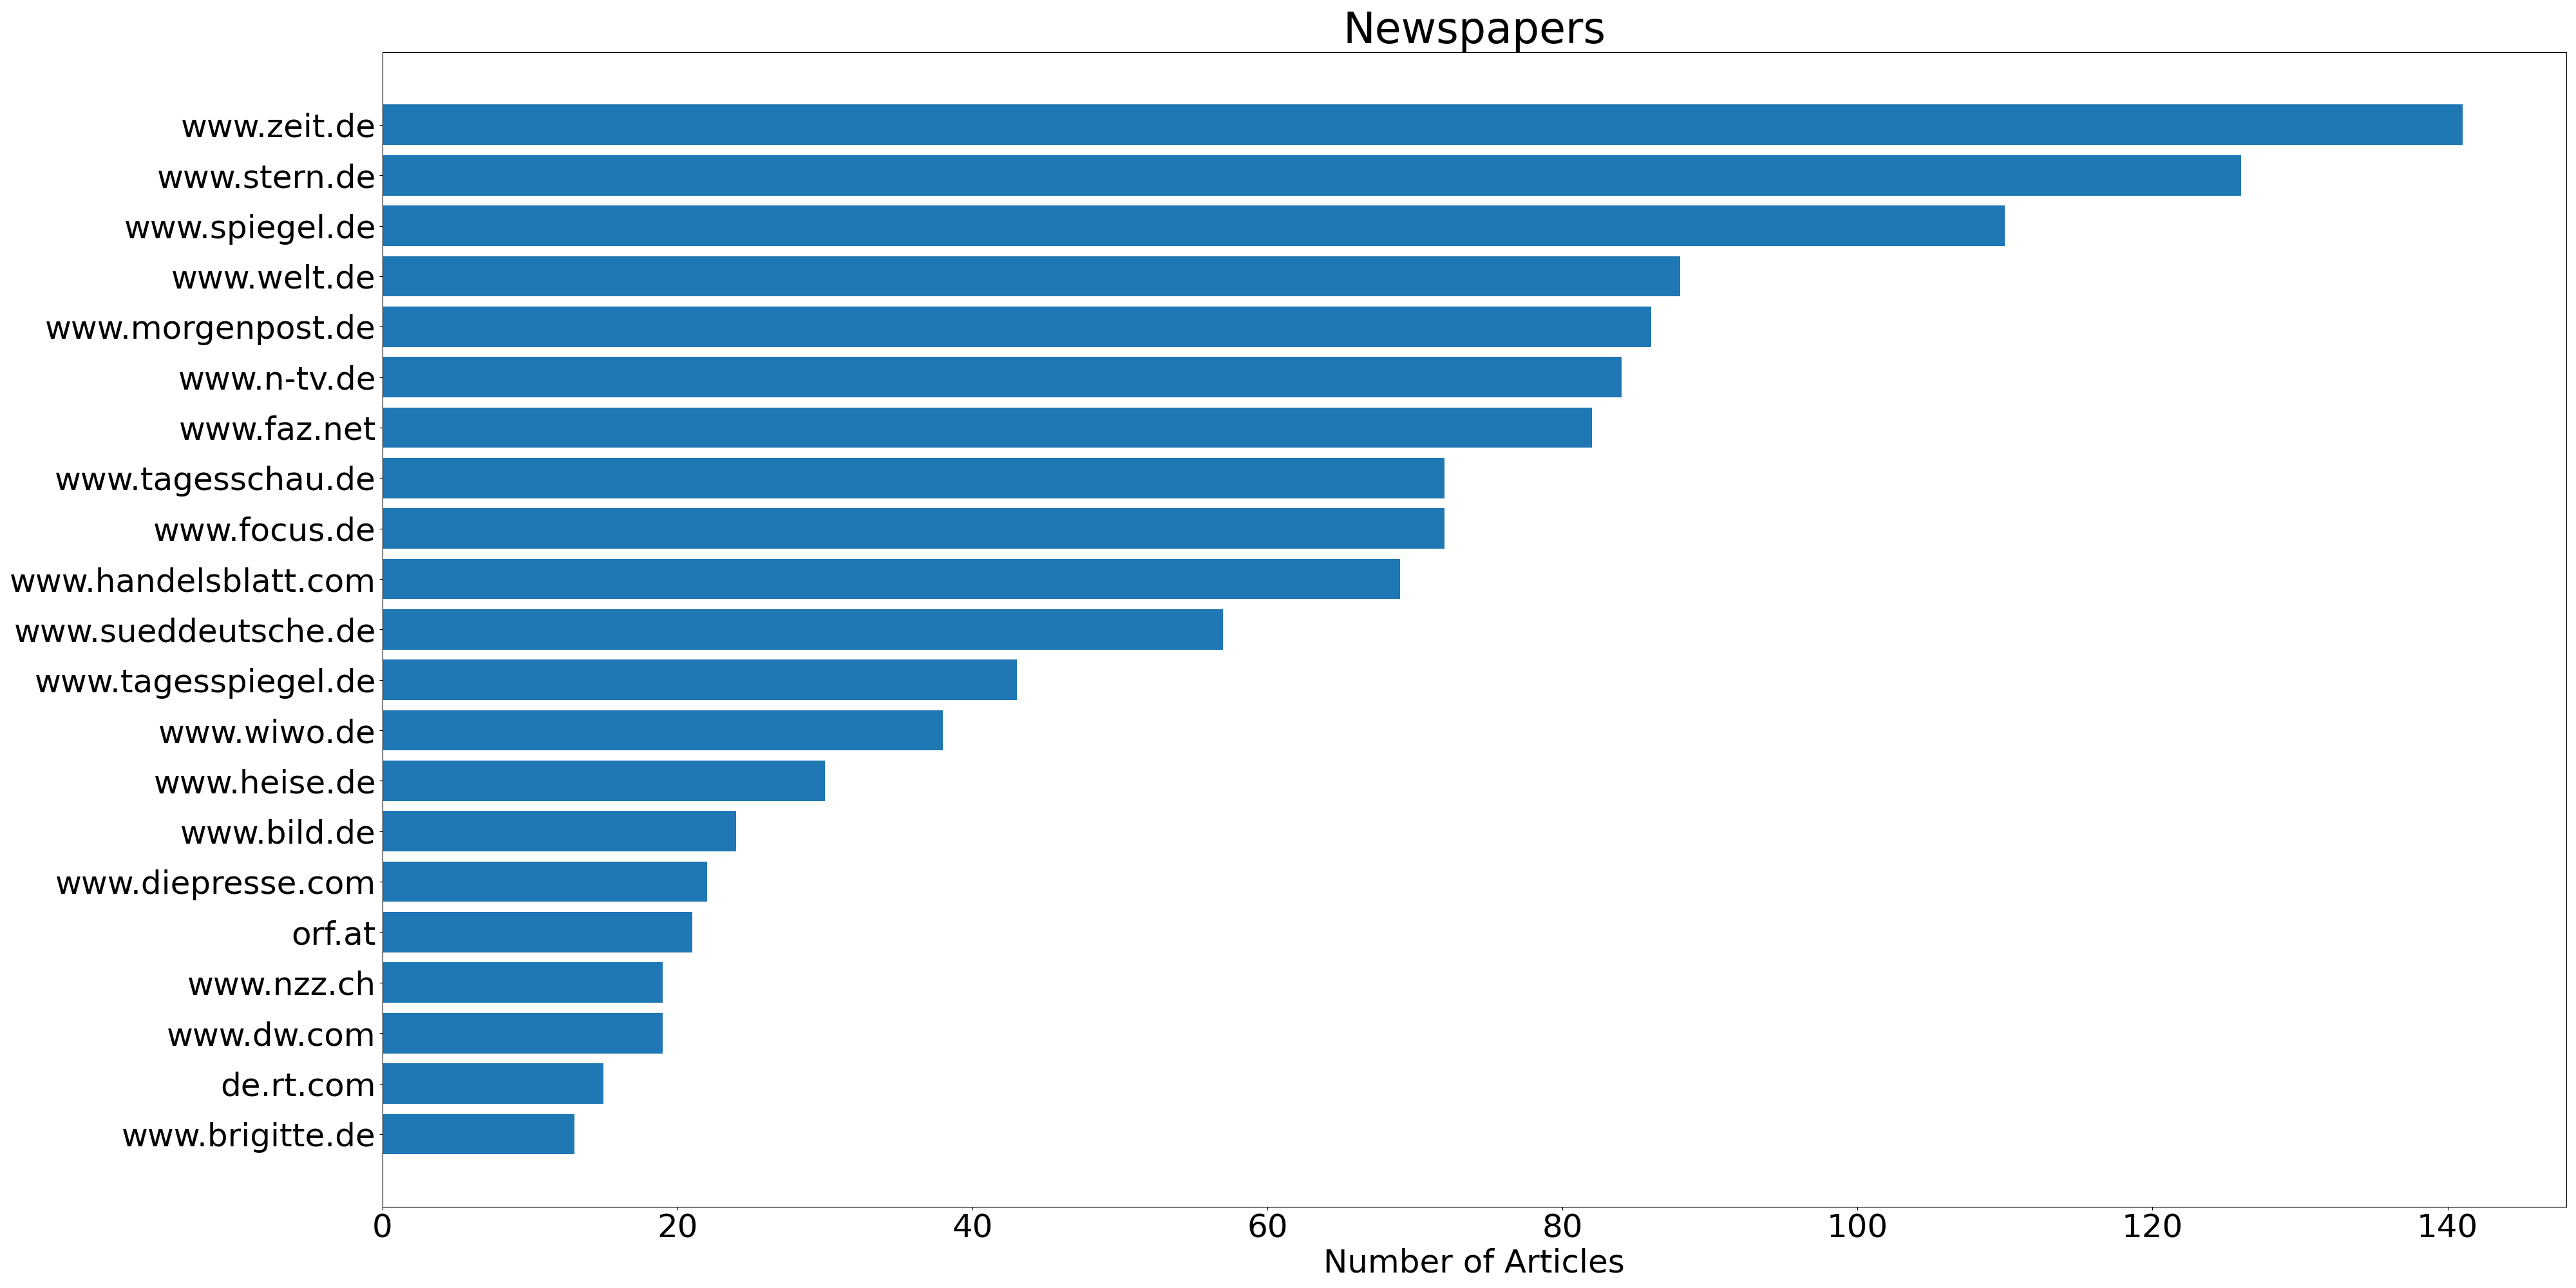 Newspapers
www.zeit.de
www.stern.de
www.spiegel.de
www.welt.de
www.morgenpost.de
www.n-tv.de
www.faz.net
www.tagesschau.de
www.focus.de
www.handelsblatt.com
www.sueddeutsche.de
www.tagesspiegel.de
www.wiwo.de
www.heise.de
www.bild.de
www.diepresse.com
orf.at
www.nzz.ch
www.dw.com
de.rt.com
www.brigitte.de
0 20 40 60 80 100 120 140
Number of Articles